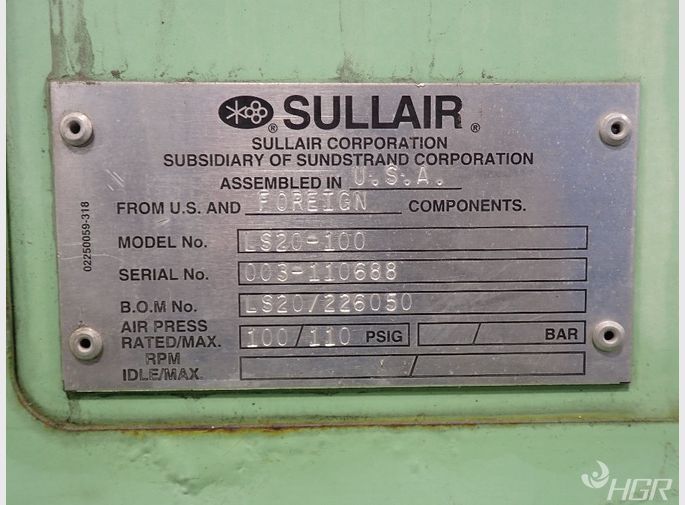 SULLAIR®
SULLAIR CORPORATION
SUBSIDIARY OF SUNDSTRAND CORPORATION
ASSEMBLED IN U.S.A.
FROM U.S. AND FOREIGN COMPONENTS.
MODEL No. LS20-100
SERIAL No. 003-110688
B.O.M No. LS20/226050
AIR PRESS RATED/MAX. 100/110 PSIG / BAR
RPM IDLE/MAX. /
02250059-318
HGR